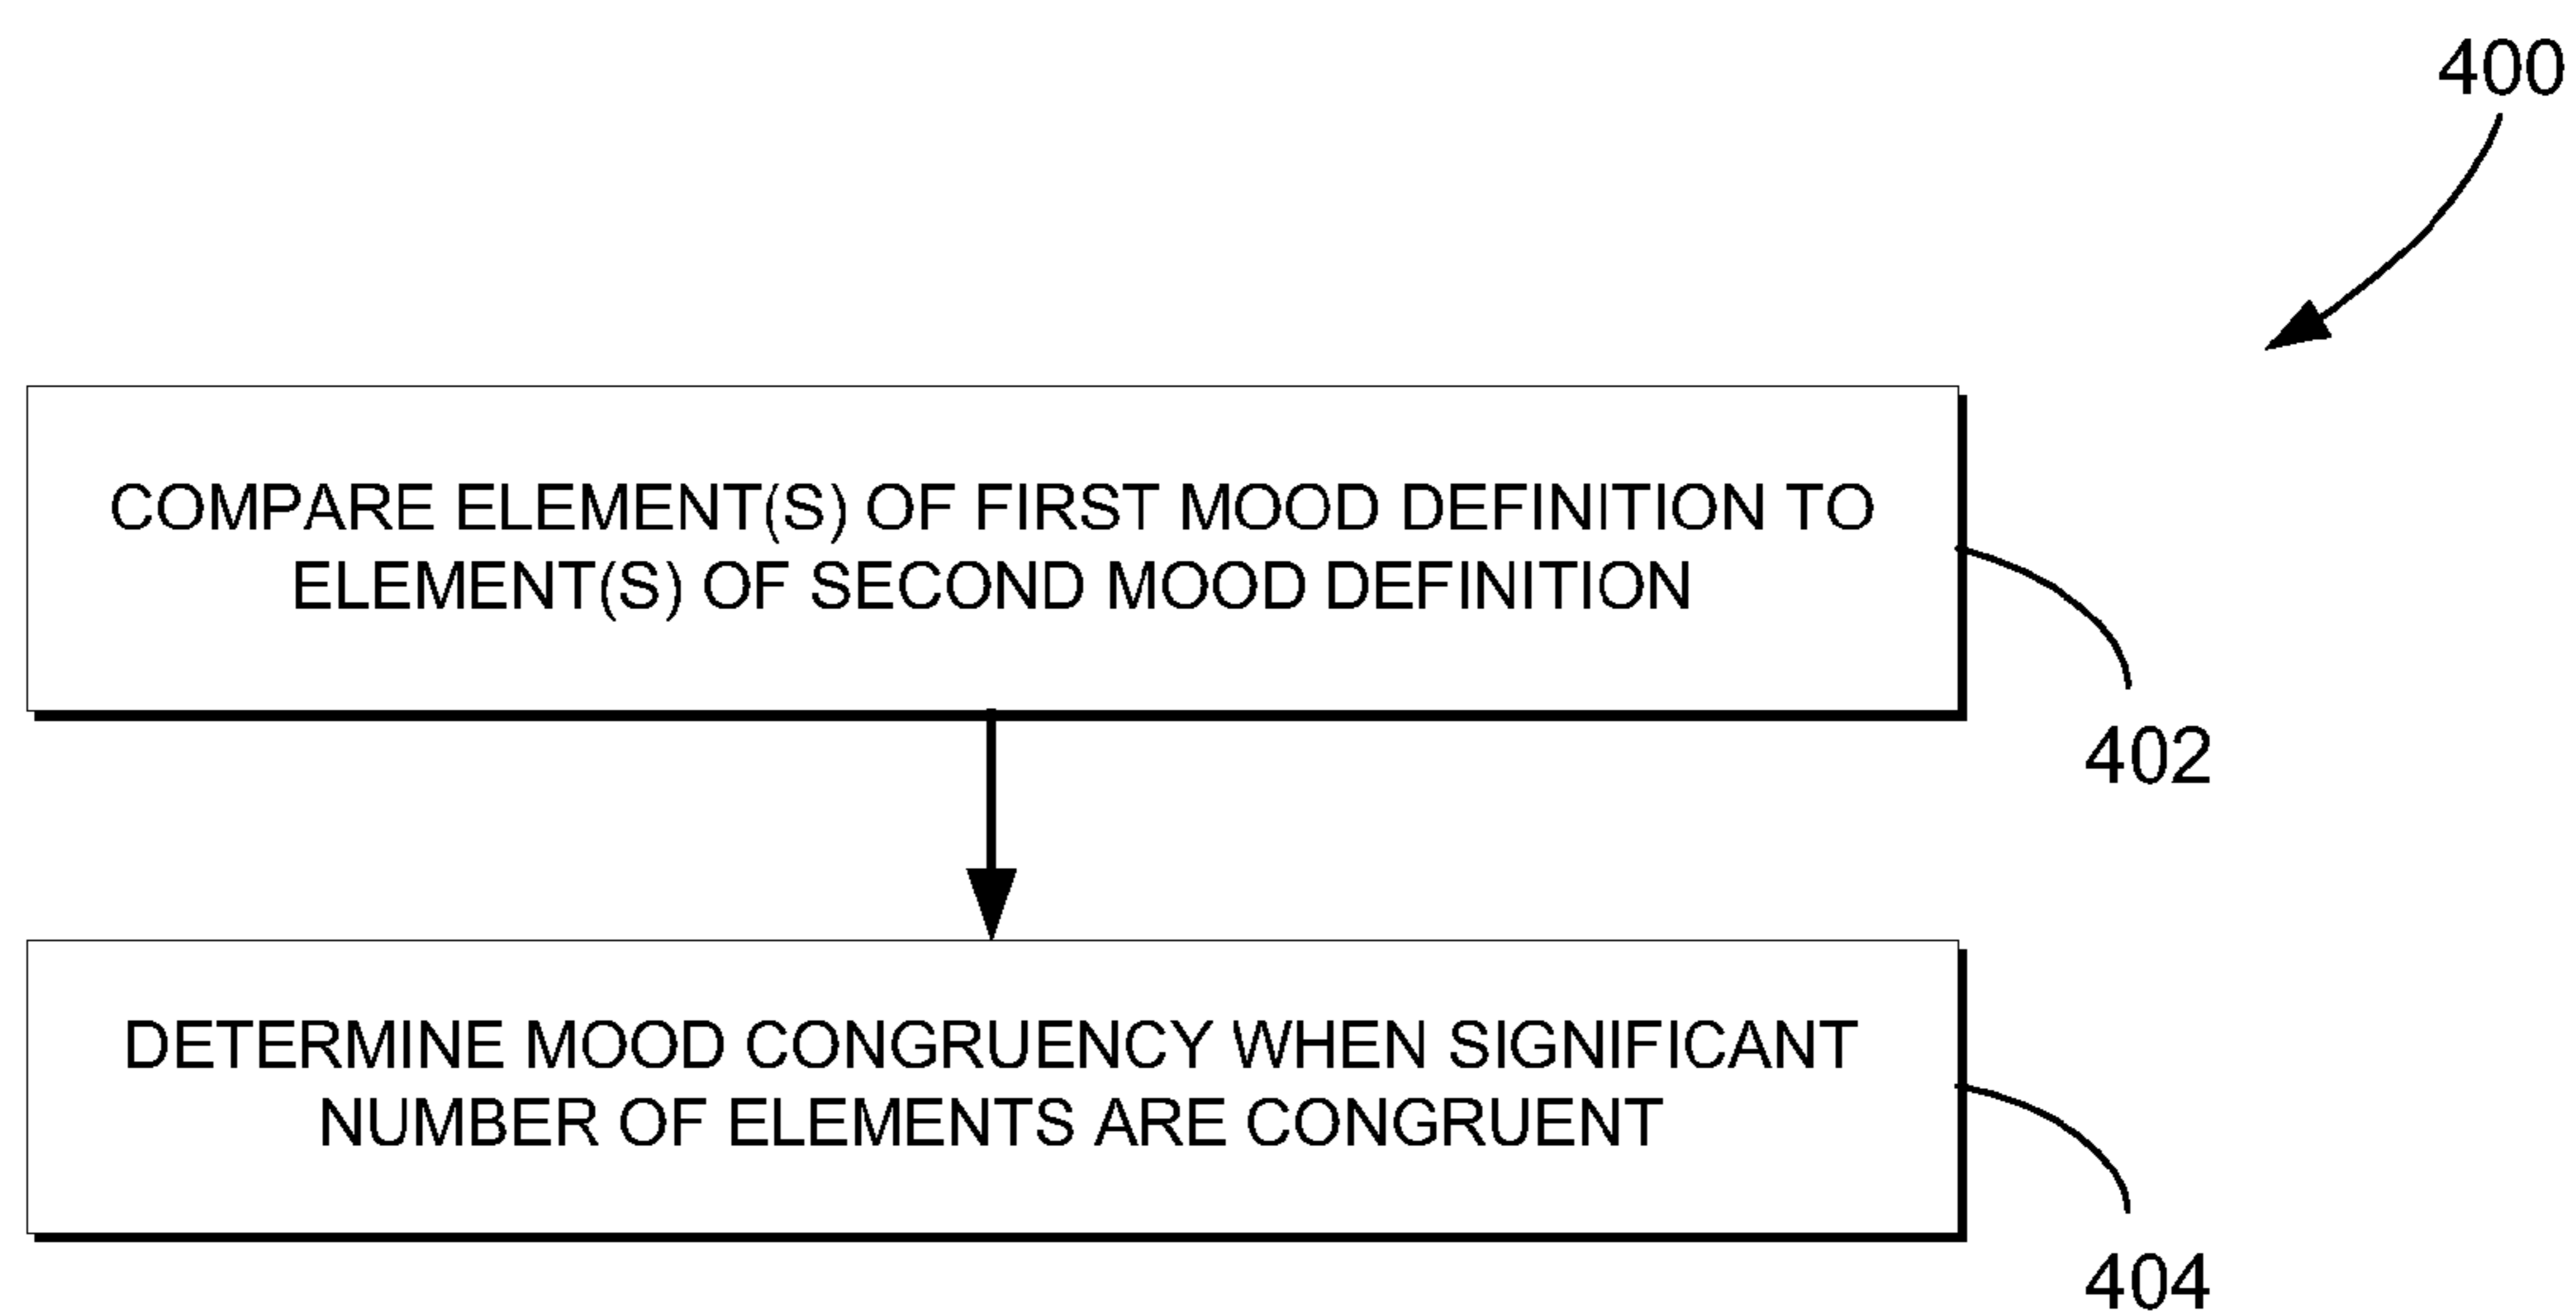 400
COMPARE ELEMENT(S) OF FIRST MOOD DEFINITION TO
ELEMENT(S) OF SECOND MOOD DEFINITION
402
DETERMINE MOOD CONGRUENCY WHEN SIGNIFICANT
NUMBER OF ELEMENTS ARE CONGRUENT
404